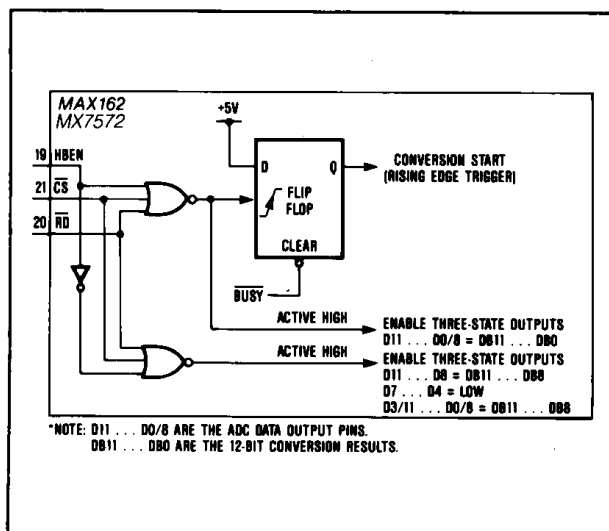 MAX162
MX7572
+5V
19 HBEN
21 CS
20 RD
D
Q
CONVERSION START
(RISING EDGE TRIGGER)
FLIP
FLOP
CLEAR
BUSY
ACTIVE HIGH
ENABLE THREE-STATE OUTPUTS
D11 ... D0/8 = DB11 ... DB0
ACTIVE HIGH
ENABLE THREE-STATE OUTPUTS
D11 ... D8 = DB11 ... DB8
D7 ... D4 = LOW
D3/11 ... D0/8 = DB11 ... DB8
*NOTE: D11 ... D0/8 ARE THE ADC DATA OUTPUT PINS.
DB11 ... DB0 ARE THE 12-BIT CONVERSION RESULTS.